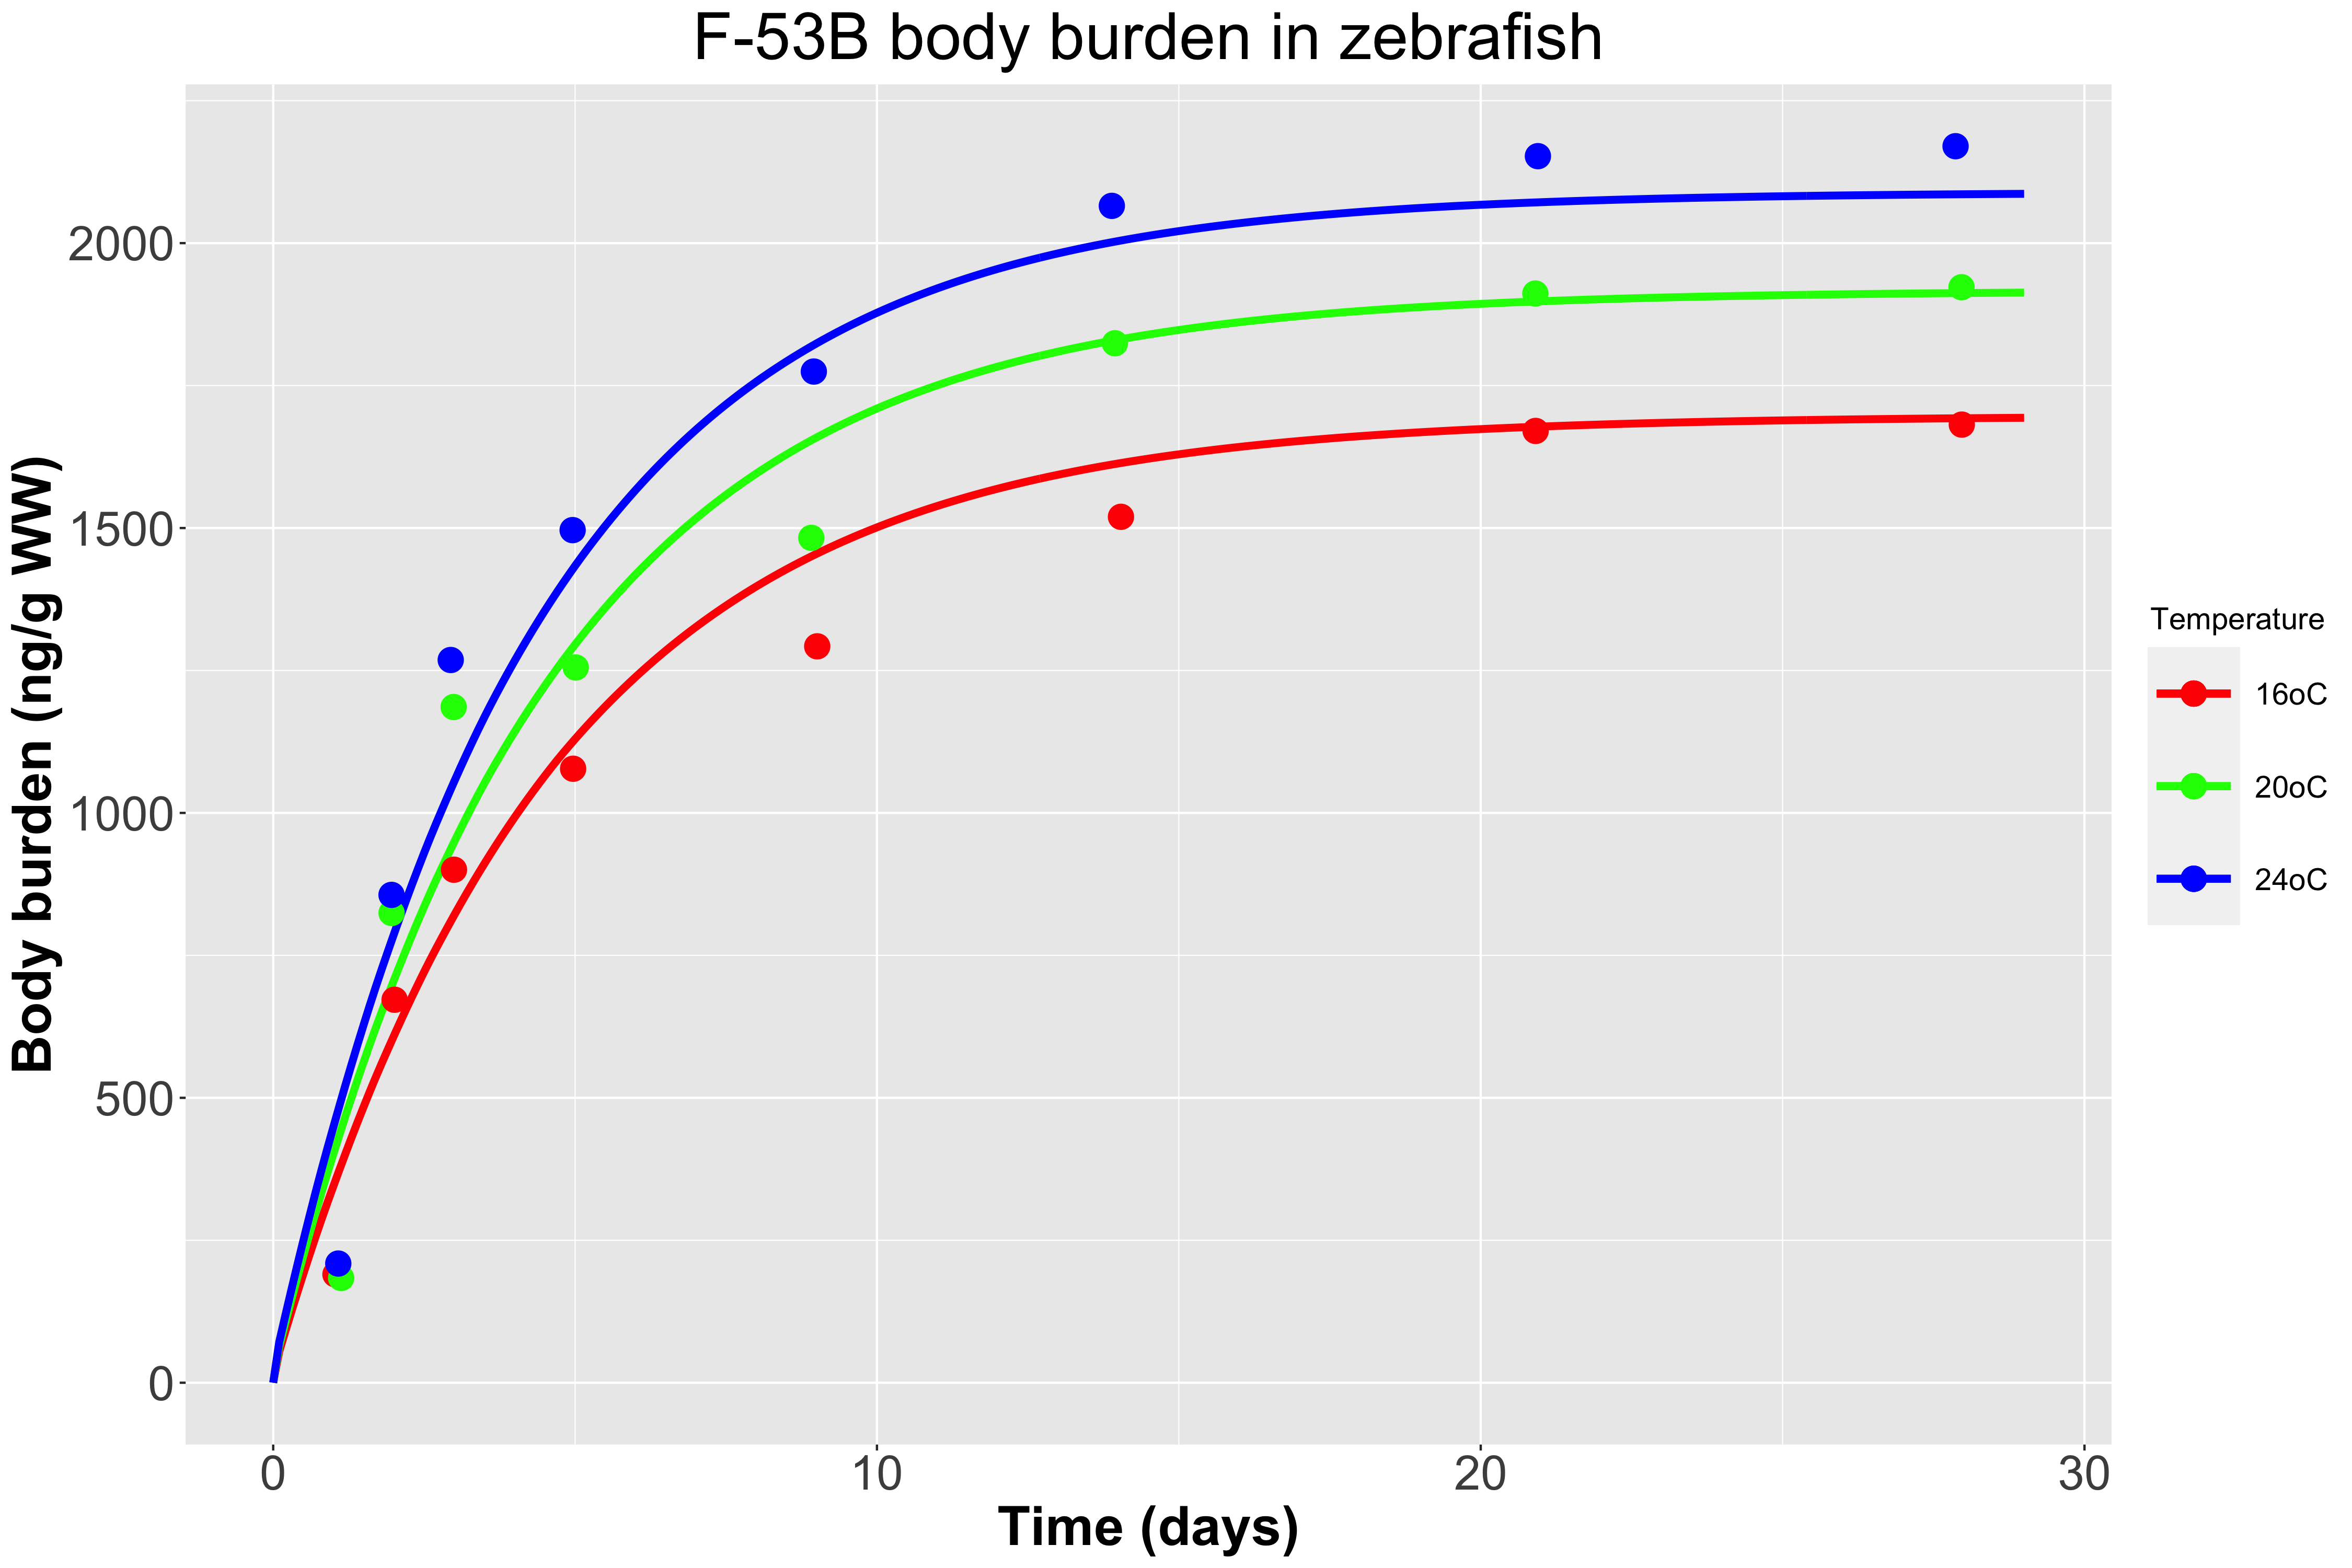 F-53B body burden in zebrafish
Body burden (ng/g WW)
2000
1500
1000
500
0
0 10 20 30
Time (days)
Temperature
16oC
20oC
24oC